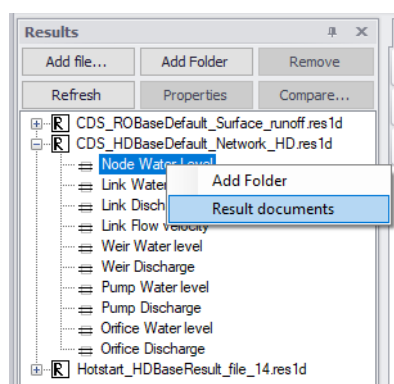 Results
Add file... Add Folder Remove
Refresh Properties Compare...
CDS_ROBaseDefault_Surface_runoff.res1d
CDS_HDBaseDefault_Network_HD.res1d
Node Water Level
Add Folder
Link Water
Result documents
Link Disch
Link Flow velocity
Weir Water level
Weir Discharge
Pump Water level
Pump Discharge
Orifice Water level
Orifice Discharge
Hotstart_HDBaseResult_file_14.res1d